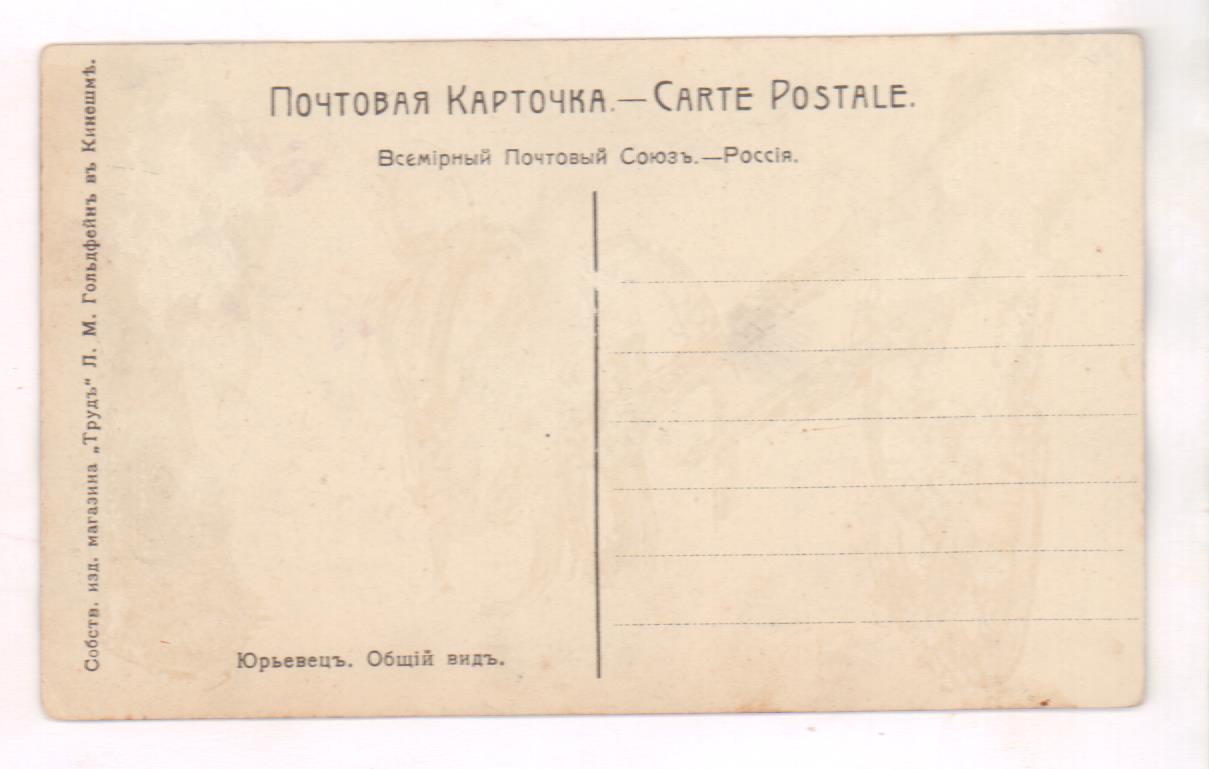 Почтовая Карточка.—Carte Postale.
Всемірный Почтовый Союзъ.—Россія.
Собств. изд. магазина „Трудъ“ Л. М. Гольдфейнъ въ Кинешмѣ.
Юрьевецъ. Общій видъ.